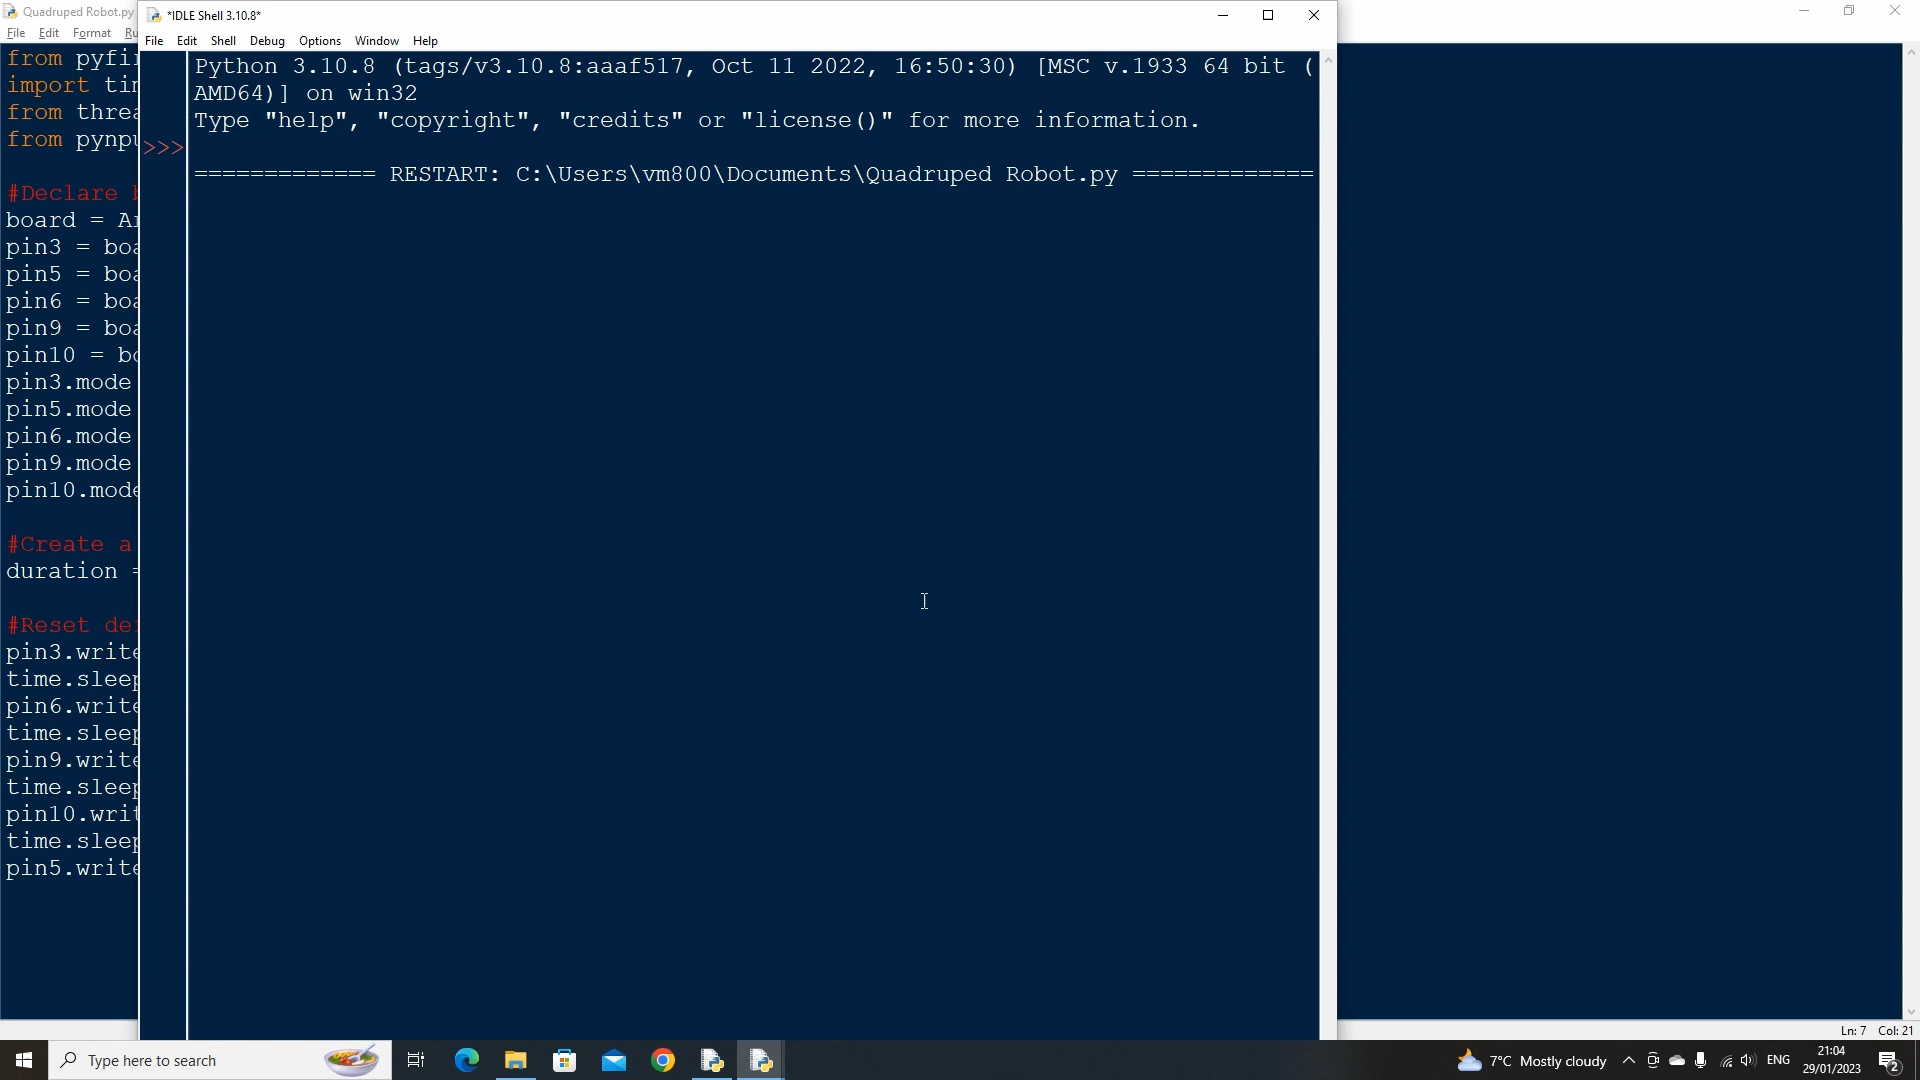 Quadruped Robot.py
File Edit Format Ru
from pyfi
import ti
from threa
from pynpu
#Declare
board = A
pin3 = boa
pin5 = boa
pin6 = boa
pin9 = boa
pin10 = bo
pin3.mode
pin5.mode
pin6.mode
pin9.mode
pin10.mode
#Create a
duration =
#Reset de
pin3.write
time.sleep
pin6.write
time.sleep
pin9.write
time.sleep
pin10.writ
time.sleep
pin5.write
*IDLE Shell 3.10.8*
File Edit Shell Debug Options Window Help
Python 3.10.8 (tags/v3.10.8:aaaf517, Oct 11 2022, 16:50:30) [MSC v.1933 64 bit (
AMD64)] on win32
Type "help", "copyright", "credits" or "license()" for more information.
>>>
============= RESTART: C:\Users\vm800\Documents\Quadruped Robot.py =============
Ln: 7 Col: 21
Type here to search
7°C Mostly cloudy
ENG
21:04
29/01/2023
2